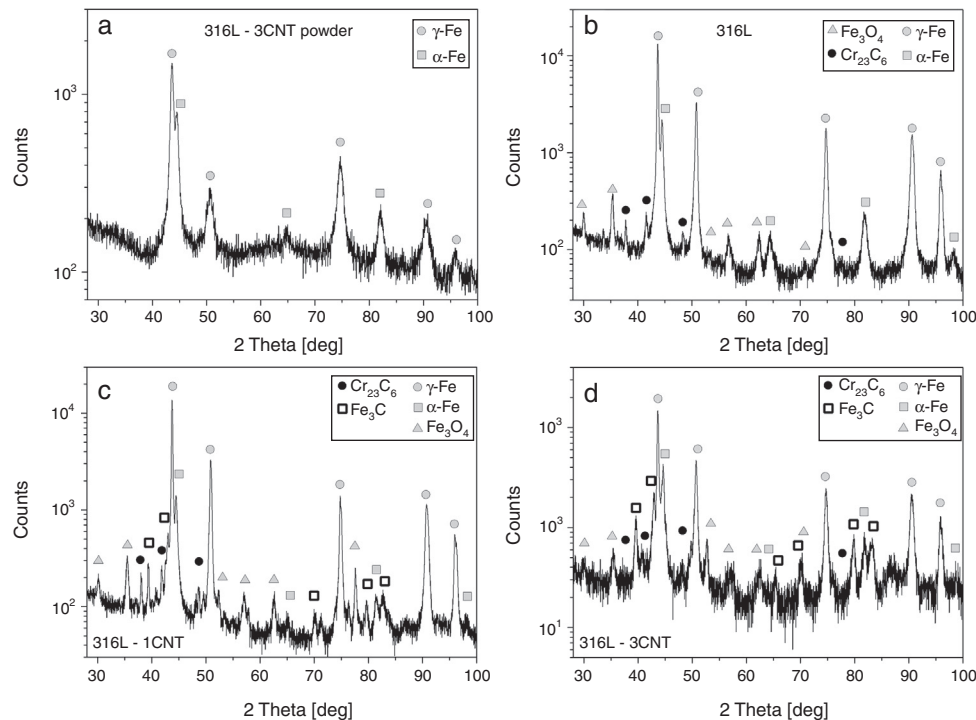 a
316L - 3CNT powder
γ-Fe
α-Fe
10³
10²
Counts
30 40 50 60 70 80 90 100
2 Theta [deg]
b
316L
Fe₃O₄ γ-Fe
Cr₂₃C₆ α-Fe
10⁴
10³
10²
Counts
30 40 50 60 70 80 90 100
2 Theta [deg]
c
Cr₂₃C₆ γ-Fe
Fe₃C α-Fe
Fe₃O₄
10⁴
10³
10²
Counts
316L - 1CNT
30 40 50 60 70 80 90 100
2 Theta [deg]
d
Cr₂₃C₆ γ-Fe
Fe₃C α-Fe
Fe₃O₄
10³
10³
10¹
Counts
316L - 3CNT
30 40 50 60 70 80 90 100
2 Theta [deg]